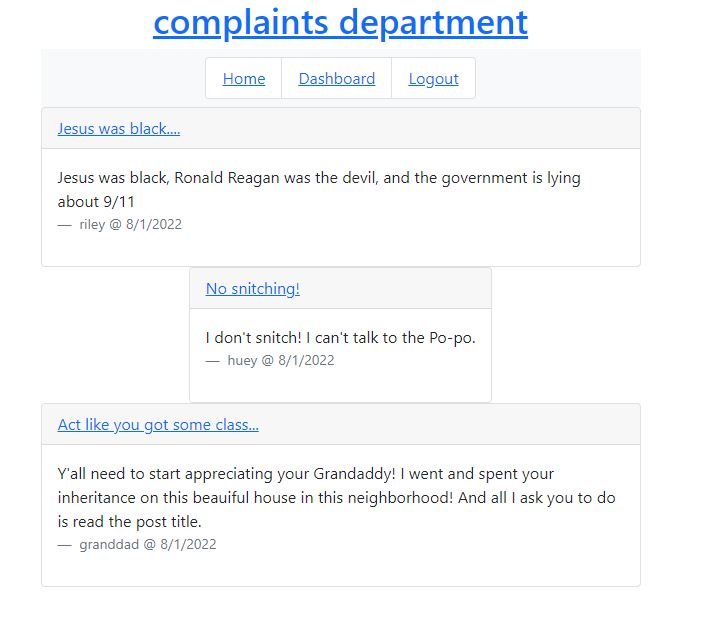 complaints department
Home Dashboard Logout
Jesus was black....
Jesus was black, Ronald Reagan was the devil, and the government is lying
about 9/11
— riley @ 8/1/2022
No snitching!
I don't snitch! I can't talk to the Po-po.
— huey @ 8/1/2022
Act like you got some class...
Y'all need to start appreciating your Grandaddy! I went and spent your
inheritance on this beauiful house in this neighborhood! And all I ask you to do
is read the post title.
— granddad @ 8/1/2022